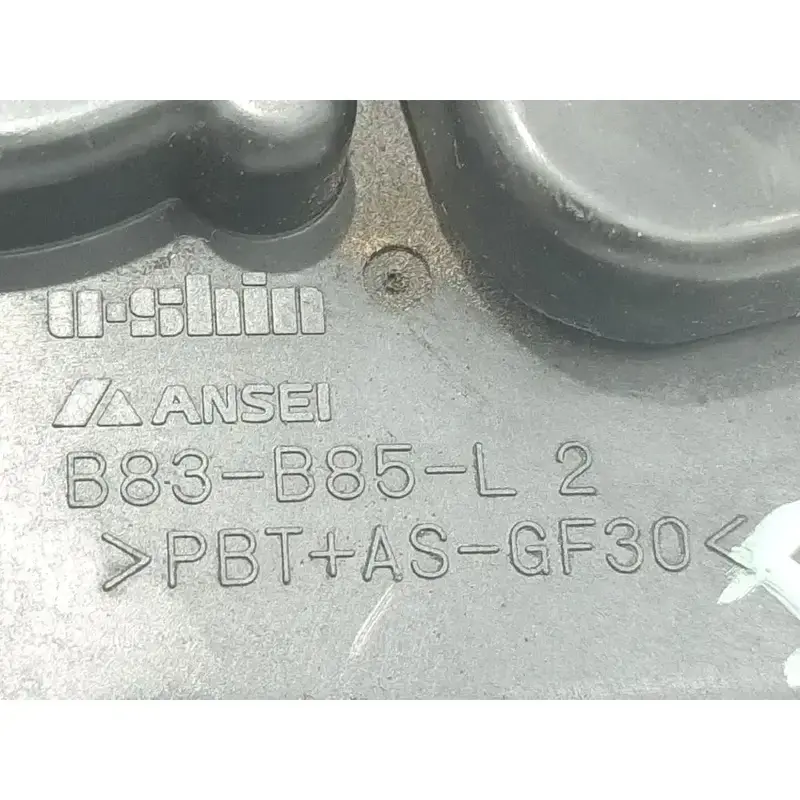 u-shin
ANSEI
B83-B85-L 2
>PBT+AS-GF30<